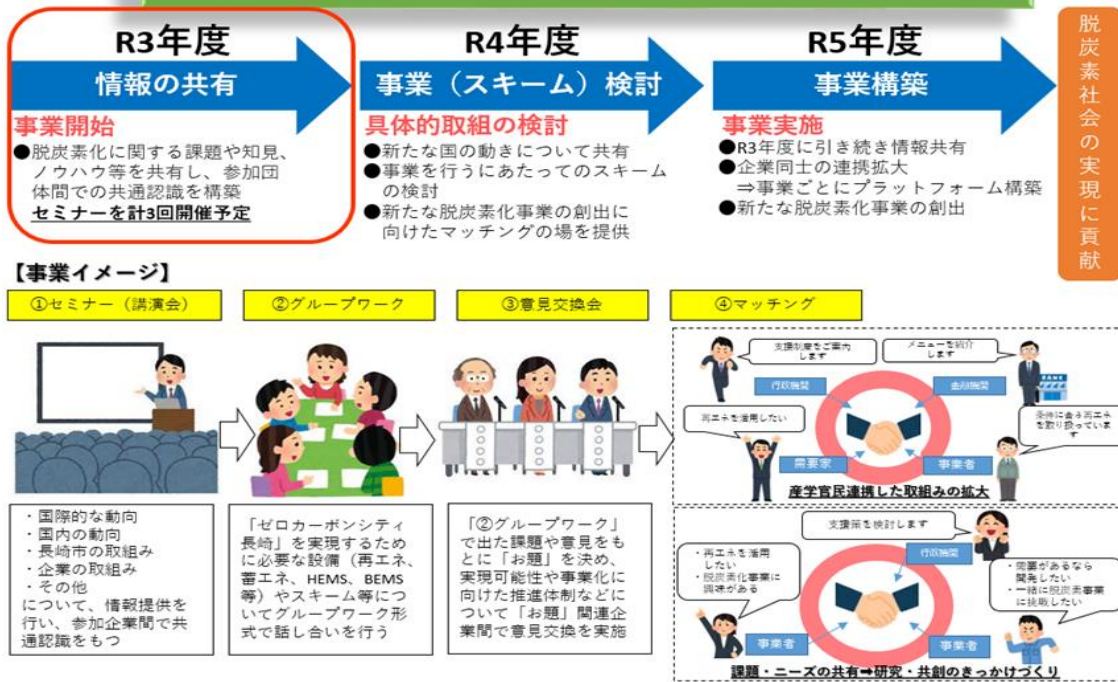 R3年度
情報の共有
事業開始
●脱炭素化に関する課題や知見、
ノウハウ等を共有し、参加団
体間での共通認識を構築
セミナーを計3回開催予定
R4年度
事業（スキーム）検討
具体的取組の検討
●新たな国の動きについて共有
●事業を行うにあたってのスキーム
の検討
●新たな脱炭素化事業の創出に
向けたマッチングの場を提供
R5年度
事業構築
事業実施
●R3年度に引き続き情報共有
●企業同士の連携拡大
⇒事業ごとにプラットフォーム構築
●新たな脱炭素化事業の創出
脱炭素社会の実現に貢献
【事業イメージ】
①セミナー（講演会）
・国際的な動向
・国内の動向
・長崎市の取組み
・企業の取組み
・その他
について、情報提供を
行い、参加企業間で共
通認識をもつ
②グループワーク
「ゼロカーボンシティ
長崎」を実現するため
に必要な設備（再エネ、
蓄エネ、HEMS、BEMS
等）やスキーム等につ
いてグループワーク形
式で話し合いを行う
③意見交換会
「②グループワーク」
で出た課題や意見をも
とに「お題」を決め、
実現可能性や事業化に
向けた推進体制などに
ついて「お題」関連企
業間で意見交換を実施
④マッチング
支援制度をご案内
します
メニューを紹介
します
行政機関
金融機関
BANK
再エネを活用したい
条件に合う再エネ
を取り扱っていま
す
需要家
事業者
産学官民連携した取組みの拡大
支援策を検討します
行政機関
・再エネを活用
したい
・脱炭素化事業に
興味がある
・需要があるなら
開発したい
・一緒に脱炭素事業
に挑戦したい
事業者
事業者
課題・ニーズの共有➡研究・共創のきっかけづくり